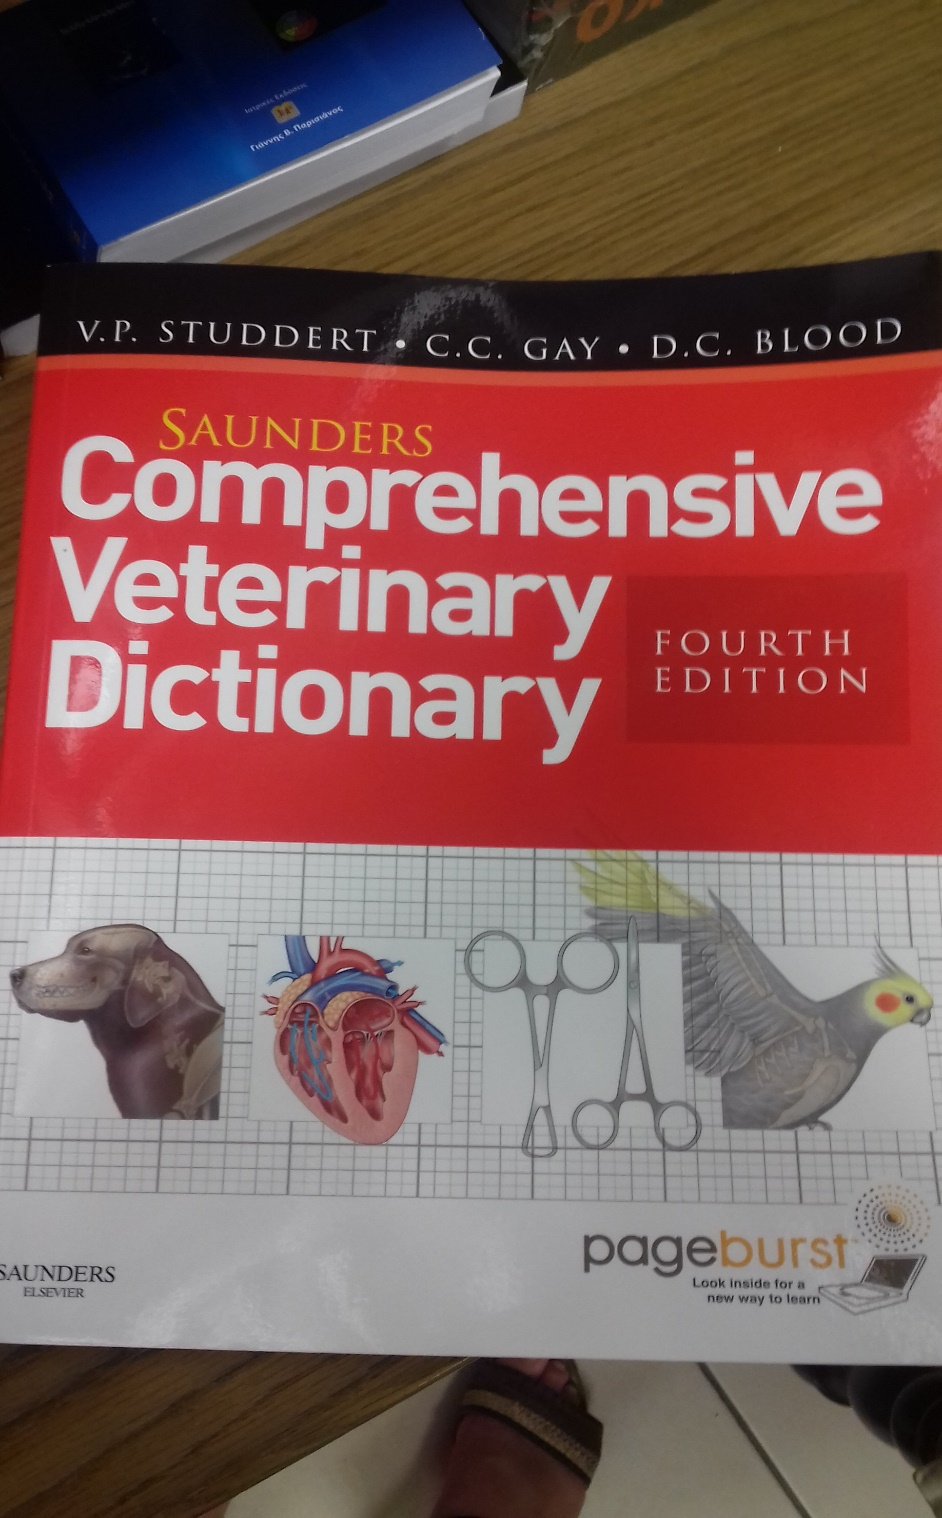 Ιατρικές Εκδόσεις
Γιάννης Β. Παρισιάνος
V.P. STUDDERT • C.C. GAY • D.C. BLOOD
SAUNDERS
Comprehensive
Veterinary
Dictionary
FOURTH
EDITION
pageburst
Look inside for a
new way to learn
SAUNDERS
ELSEVIER